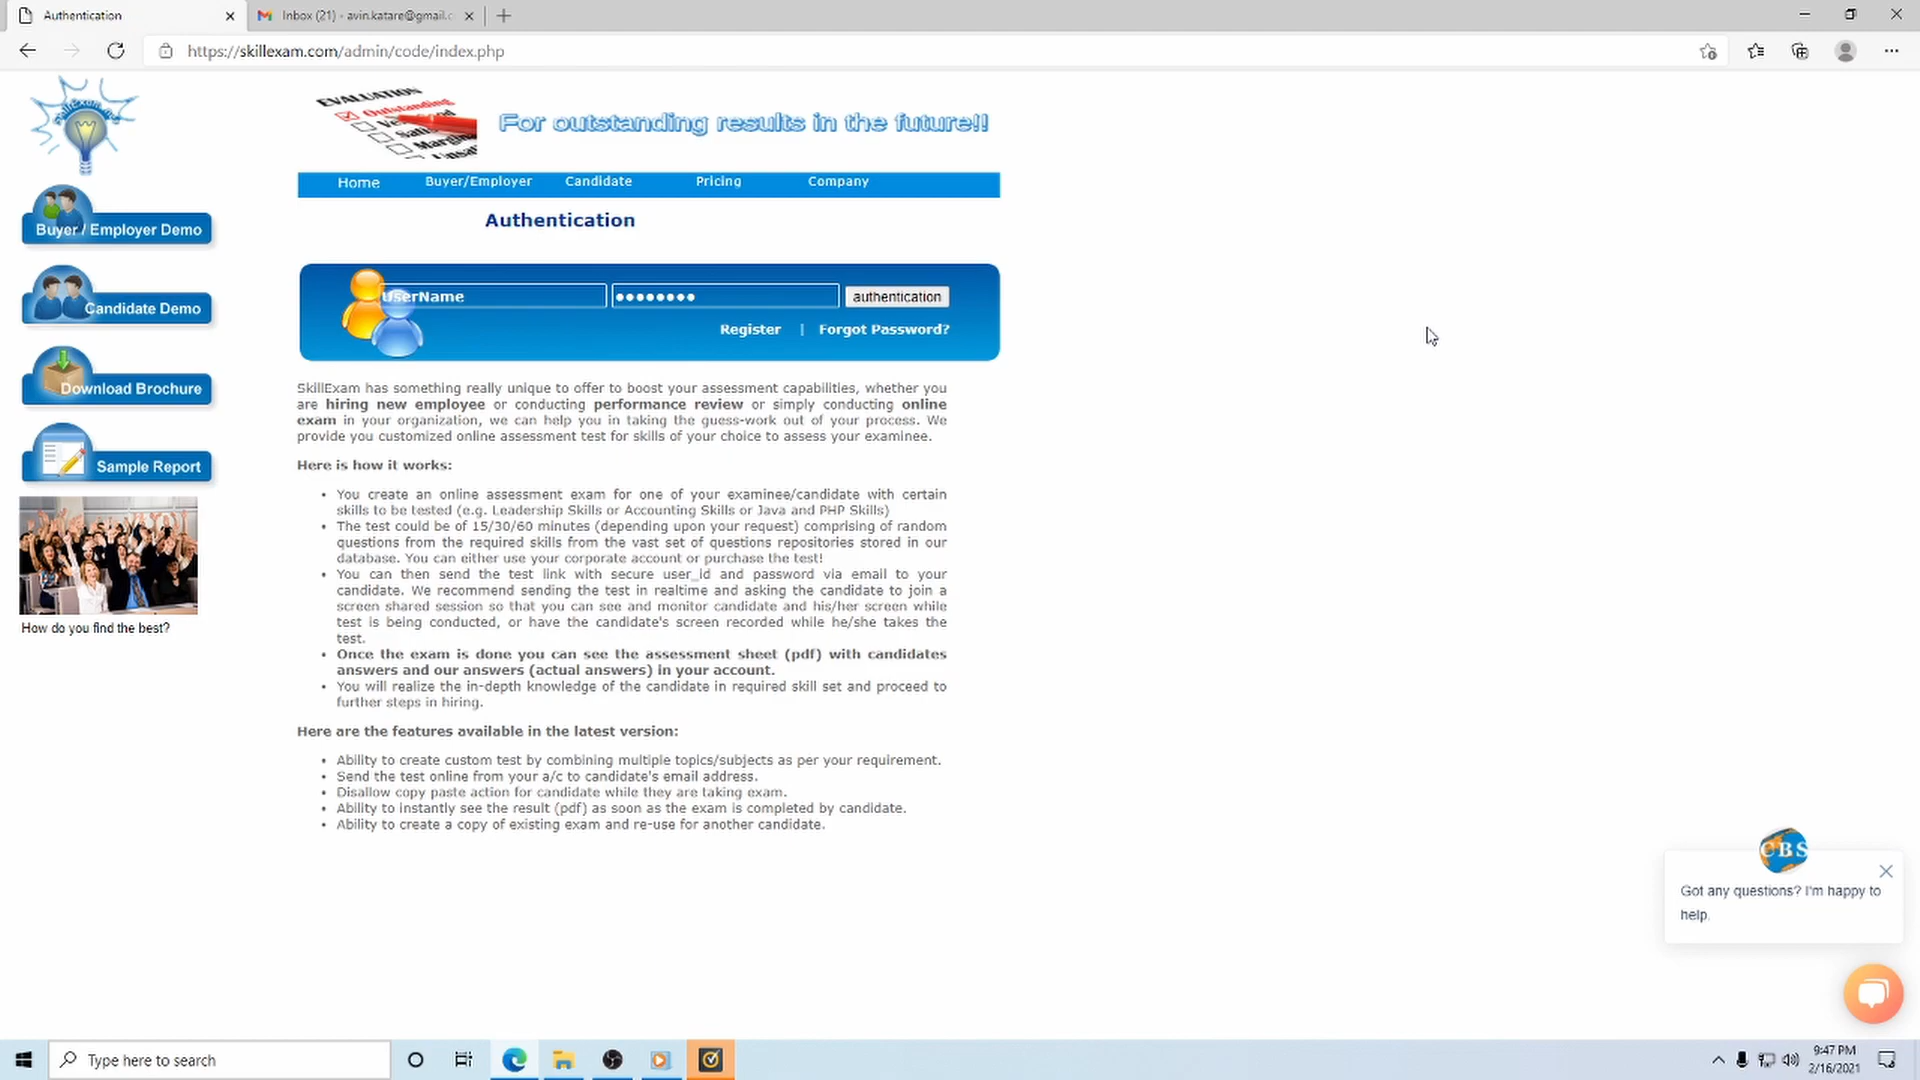 Authentication
Inbox (21) - avin.katare@gmail.c
https://skillexam.com/admin/code/index.php
EVALUATION
Outstanding
For outstanding results in the future!!
Home Buyer/Employer Candidate Pricing Company
Authentication
UserName •••••••• authentication
Register | Forgot Password?
Buyer / Employer Demo
Candidate Demo
Download Brochure
Sample Report
How do you find the best?
SkillExam has something really unique to offer to boost your assessment capabilities, whether you
are hiring new employee or conducting performance review or simply conducting online
exam in your organization, we can help you in taking the guess-work out of your process. We
provide you customized online assessment test for skills of your choice to assess your examinee.
Here is how it works:
• You create an online assessment exam for one of your examinee/candidate with certain
skills to be tested (e.g. Leadership Skills or Accounting Skills or Java and PHP Skills)
• The test could be of 15/30/60 minutes (depending upon your request) comprising of random
questions from the required skills from the vast set of questions repositories stored in our
database. You can either use your corporate account or purchase the test!
• You can then send the test link with secure user_id and password via email to your
candidate. We recommend sending the test in realtime and asking the candidate to join a
screen shared session so that you can see and monitor candidate and his/her screen while
test is being conducted, or have the candidate's screen recorded while he/she takes the
test.
• Once the exam is done you can see the assessment sheet (pdf) with candidates
answers and our answers (actual answers) in your account.
• You will realize the in-depth knowledge of the candidate in required skill set and proceed to
further steps in hiring.
Here are the features available in the latest version:
• Ability to create custom test by combining multiple topics/subjects as per your requirement.
• Send the test online from your a/c to candidate's email address.
• Disallow copy paste action for candidate while they are taking exam.
• Ability to instantly see the result (pdf) as soon as the exam is completed by candidate.
• Ability to create a copy of existing exam and re-use for another candidate.
CBS
Got any questions? I'm happy to
help.
Type here to search
9:47 PM
2/16/2021